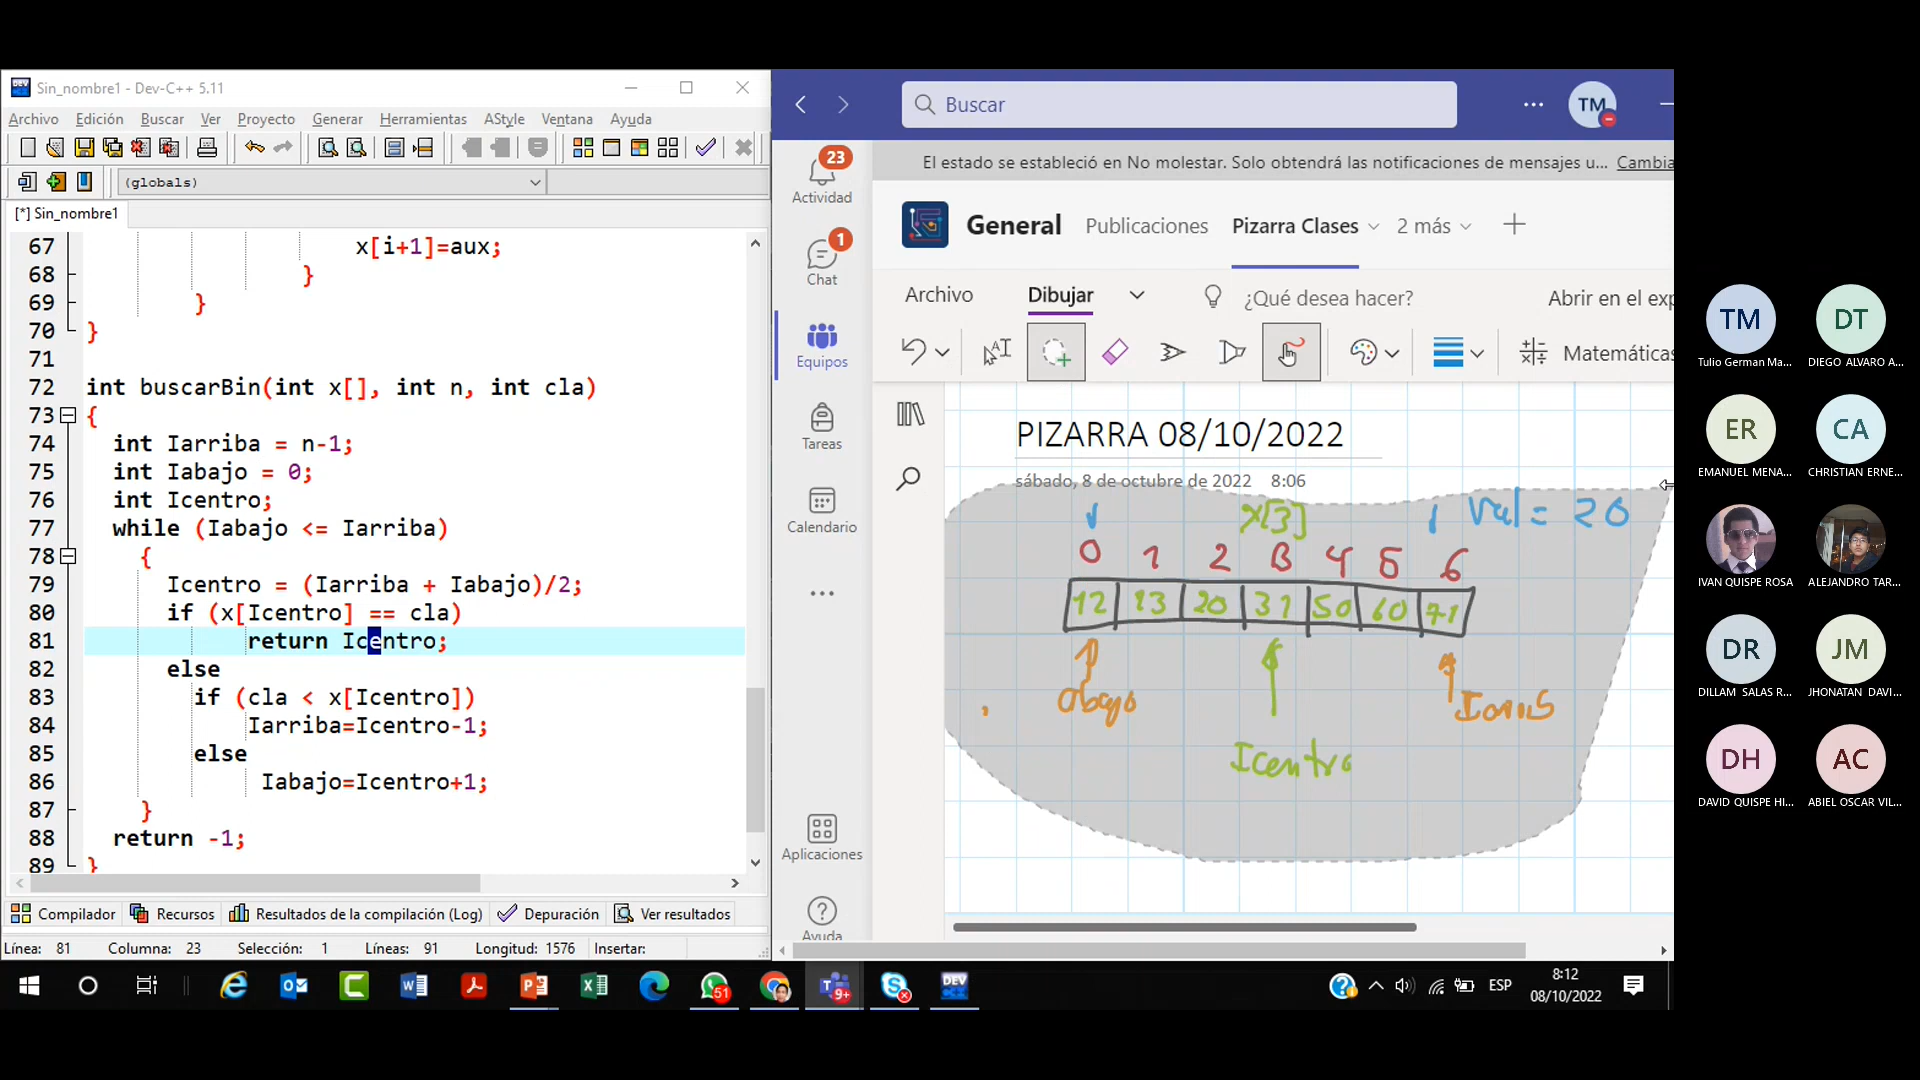 Sin_nombre1 - Dev-C++ 5.11
Archivo Edición Buscar Ver Proyecto Generar Herramientas AStyle Ventana Ayuda
(globals)
[*] Sin_nombre1
67 x[i+1]=aux;
68 }
69 }
70 }
71
72 int buscarBin(int x[], int n, int cla)
73 {
74 int Iarriba = n-1;
75 int Iabajo = 0;
76 int Icentro;
77 while (Iabajo <= Iarriba)
78 {
79 Icentro = (Iarriba + Iabajo)/2;
80 if (x[Icentro] == cla)
81 return Icentro;
82 else
83 if (cla < x[Icentro])
84 Iarriba=Icentro-1;
85 else
86 Iabajo=Icentro+1;
87 }
88 return -1;
89 }
Compilador Recursos Resultados de la compilación (Log) Depuración Ver resultados
Línea: 81 Columna: 23 Selección: 1 Líneas: 91 Longitud: 1576 Insertar:
Buscar
TM
El estado se estableció en No molestar. Solo obtendrá las notificaciones de mensajes u... Cambia
23
Actividad
1
Chat
Equipos
Tareas
Calendario
Aplicaciones
Ayuda
General Publicaciones Pizarra Clases 2 más
Archivo Dibujar ¿Qué desea hacer? Abrir en el exp
Matemáticas
PIZARRA 08/10/2022
sábado, 8 de octubre de 2022 8:06
x[3] Val = 20
0 1 2 3 4 5 6
12 13 20 31 50 60 71
abajo
Icentro
TM
Tulio German Ma...
DT
DIEGO ALVARO A...
ER
EMANUEL MENA...
CA
CHRISTIAN ERNE...
IVAN QUISPE ROSA
ALEJANDRO TAR...
DR
DILLAM SALAS R...
JM
JHONATAN DAVI...
DH
DAVID QUISPE HI...
AC
ABIEL OSCAR VIL...
51
9+
DEV
ESP
8:12
08/10/2022